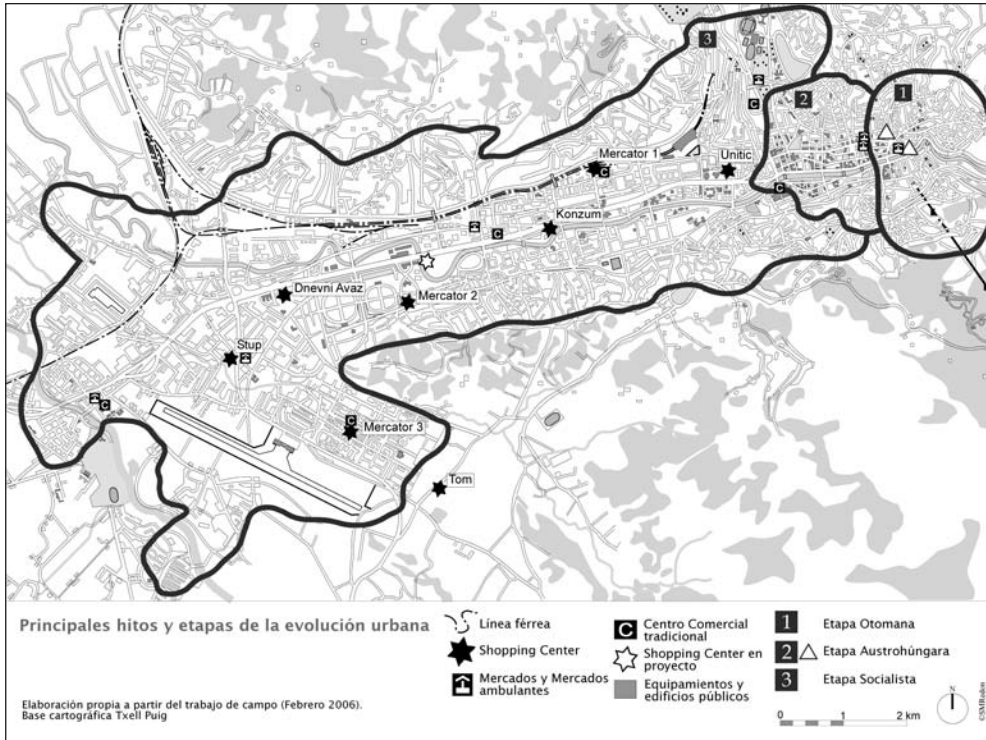 3
2
1
C
Mercator 1
C
Unitic
C
Konzum
C
Dnevni Avaz
Mercator 2
Stup
C
C
Mercator 3
Tom
Principales hitos y etapas de la evolución urbana
Línea férrea
Shopping Center
Mercados y Mercados
ambulantes
C Centro Comercial
tradicional
Shopping Center en
proyecto
Equipamientos y
edificios públicos
1 Etapa Otomana
2 Etapa Austrohúngara
3 Etapa Socialista
Elaboración propia a partir del trabajo de campo (Febrero 2006).
Base cartográfica Txell Puig
0 1 2 km
N
©SMRedon